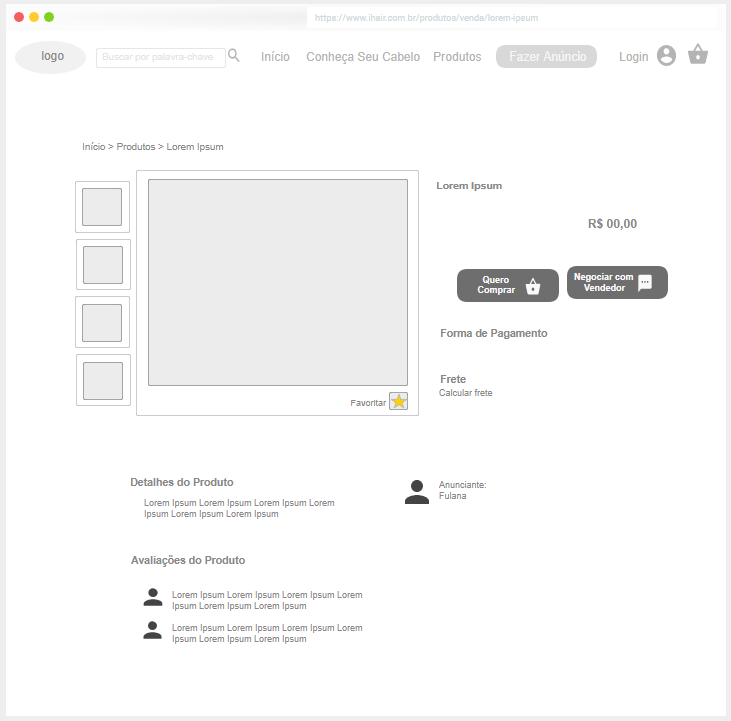 https://www.ihair.com.br/produtos/venda/lorem-ipsum
logo
Buscar por palavra-chave
Início
Conheça Seu Cabelo
Produtos
Fazer Anúncio
Login
Início > Produtos > Lorem Ipsum
Lorem Ipsum
R$ 00,00
Quero
Comprar
Negociar com
Vendedor
Forma de Pagamento
Frete
Calcular frete
Favoritar
Detalhes do Produto
Lorem Ipsum Lorem Ipsum Lorem Ipsum Lorem
Ipsum Lorem Ipsum Lorem Ipsum
Anunciante:
Fulana
Avaliações do Produto
Lorem Ipsum Lorem Ipsum Lorem Ipsum Lorem
Ipsum Lorem Ipsum Lorem Ipsum
Lorem Ipsum Lorem Ipsum Lorem Ipsum Lorem
Ipsum Lorem Ipsum Lorem Ipsum